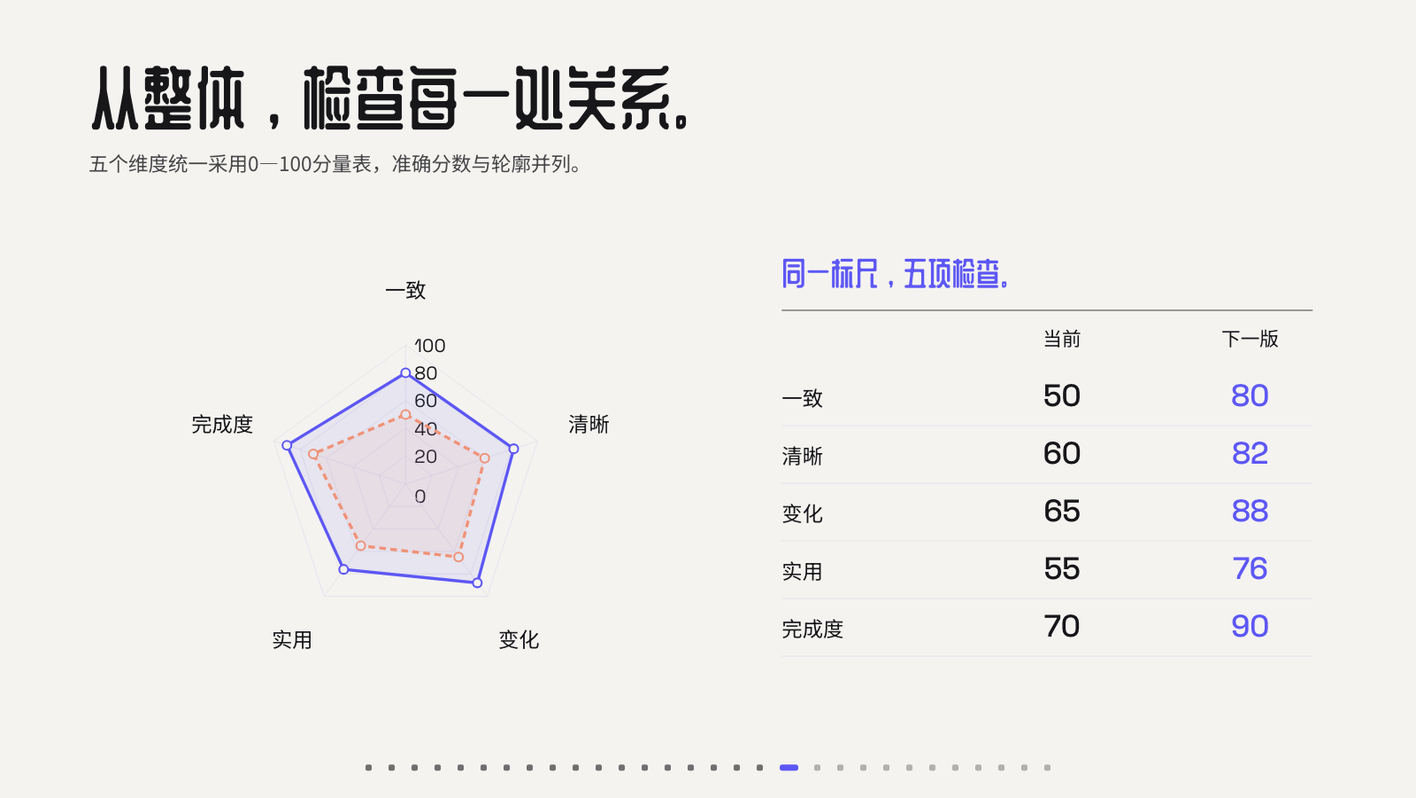 从整体，检查每一处关系。
五个维度统一采用0—100分量表，准确分数与轮廓并列。
一致
100
80
60
40
20
0
完成度
清晰
实用
变化
同一标尺，五项检查。
当前 下一版
一致 50 80
清晰 60 82
变化 65 88
实用 55 76
完成度 70 90